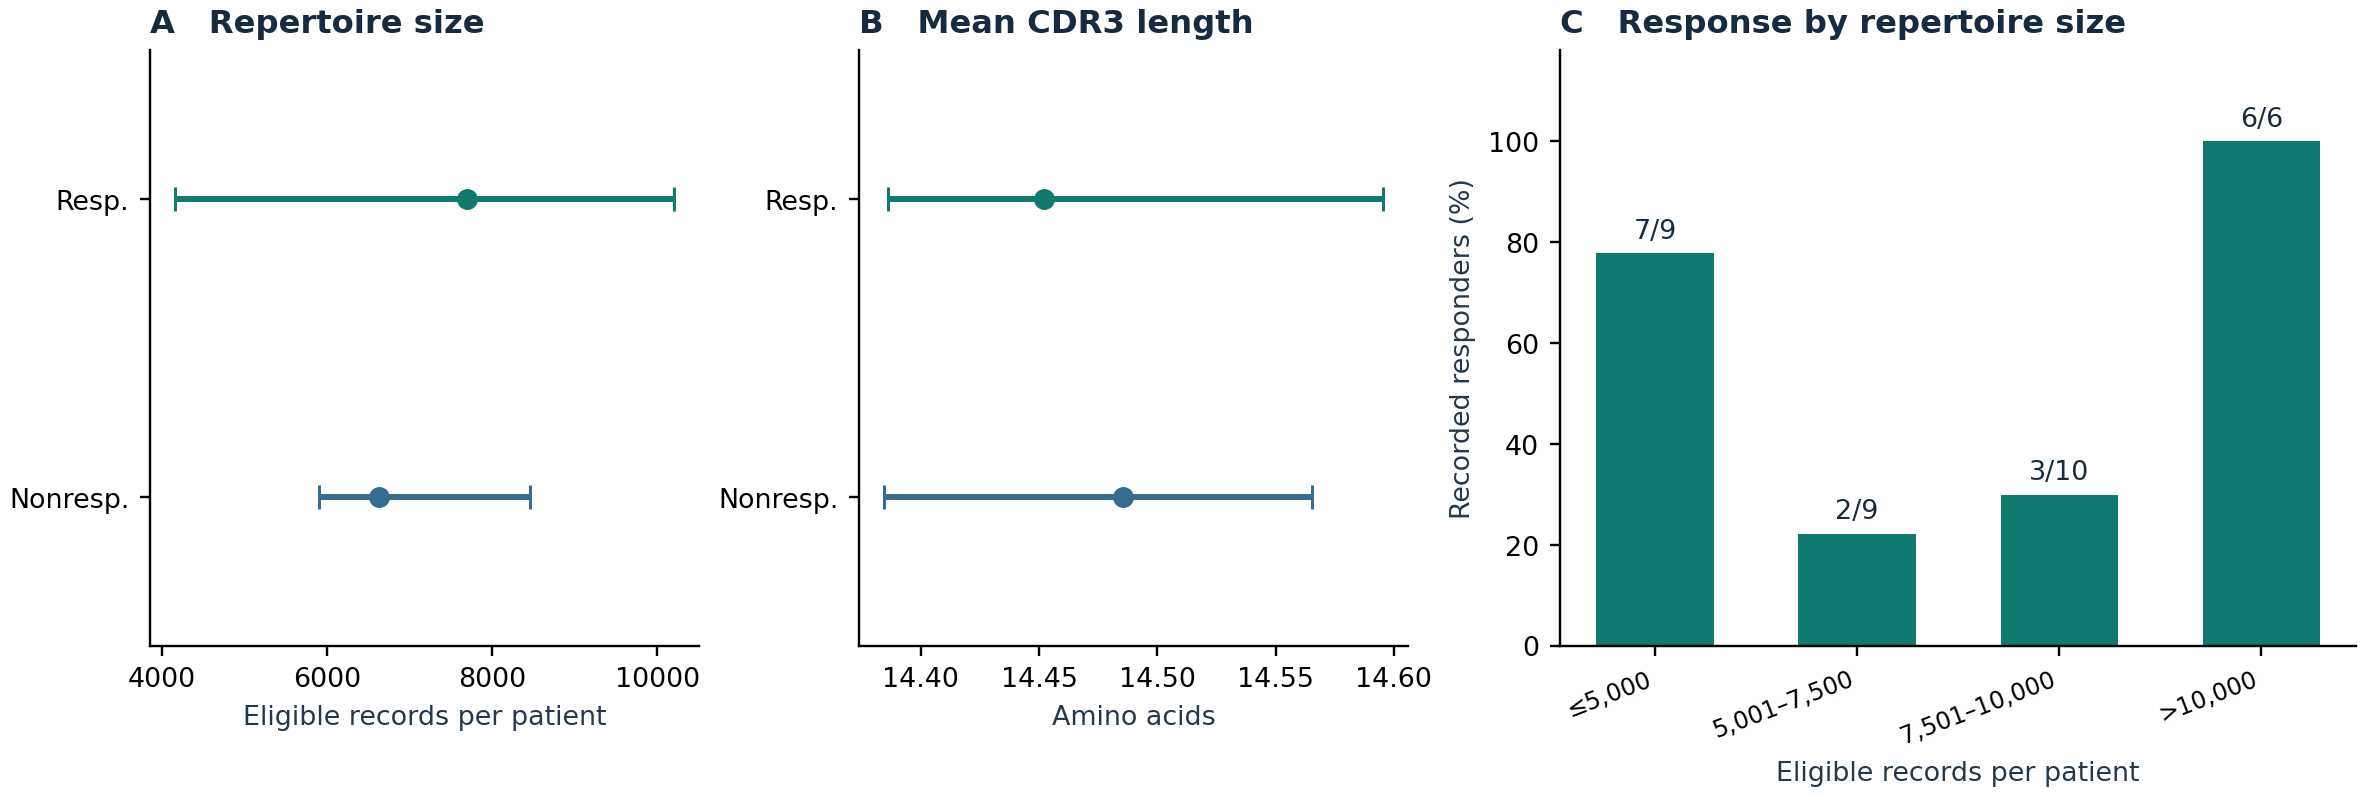 A Repertoire size
Resp.
Nonresp.
4000 6000 8000 10000
Eligible records per patient
B Mean CDR3 length
Resp.
Nonresp.
14.40 14.45 14.50 14.55 14.60
Amino acids
C Response by repertoire size
Recorded responders (%)
100
80
60
40
20
0
7/9
2/9
3/10
6/6
≤5,000
5,001–7,500
7,501–10,000
>10,000
Eligible records per patient